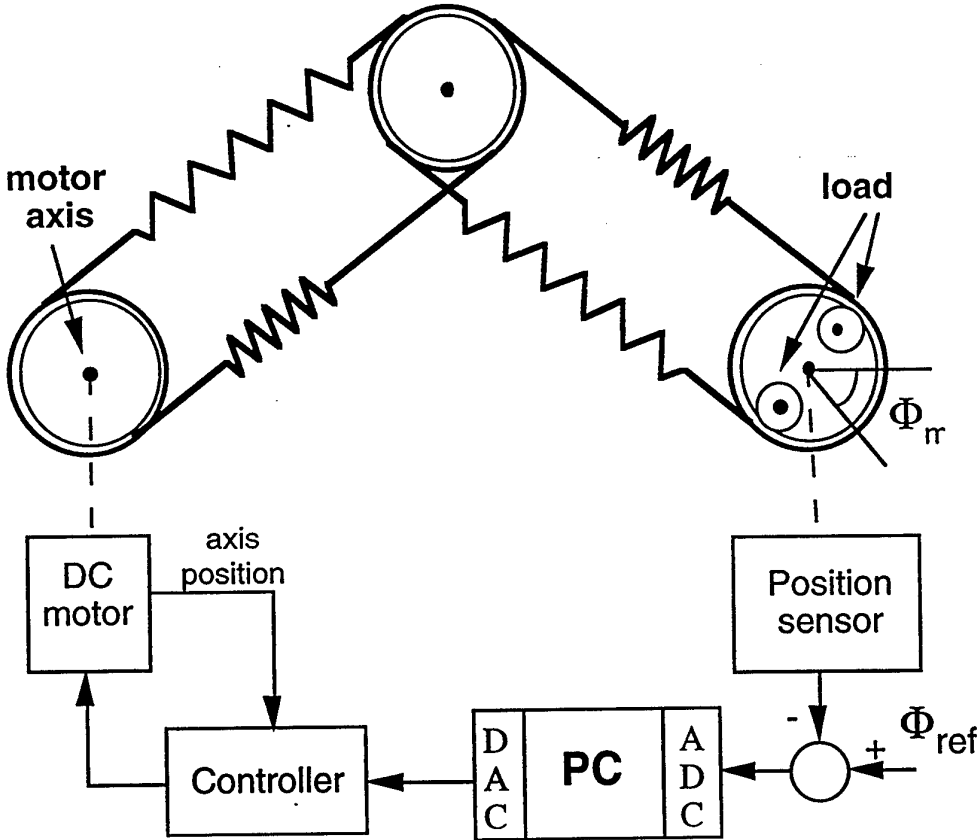 motor
axis
load
Φm
axis
position
DC
motor
Position
sensor
D
A
C
PC
A
D
C
-
+
Φref
Controller